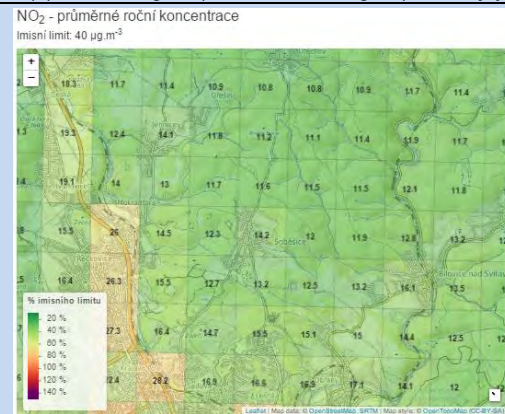 NO2 - průměrné roční koncentrace
Imisní limit: 40 µg.m-3
+
−
18.3 11.7 11.4 10.9 10.8 10.8 10.9 11.7 11.4
19.3 12.4 14.1 11.8 11.2 11.1 11.4 11.9 11.7
19.1 14 13 11.7 11.6 11.5 11.5 12.1 11.8
15.5 26 14.5 12.3 14.2 12 11.9 12.8 13.2
Soběšice
16.4 26.3 15.5 12.7 13.2 12.5 13.2 16.1 13.5
Bílovice nad Svitav
% imisního limitu
20 %
40 %
60 %
80 %
100 %
120 %
140 %
27.3 16.4 14.7 15.5 15.1 15 14.4 12.5
22.4 28.2 16.9 16.6 16.9 17.1 14.1 12
Leaflet | Map data: © OpenStreetMap, SRTM | Map style: © OpenTopoMap (CC-BY-SA)